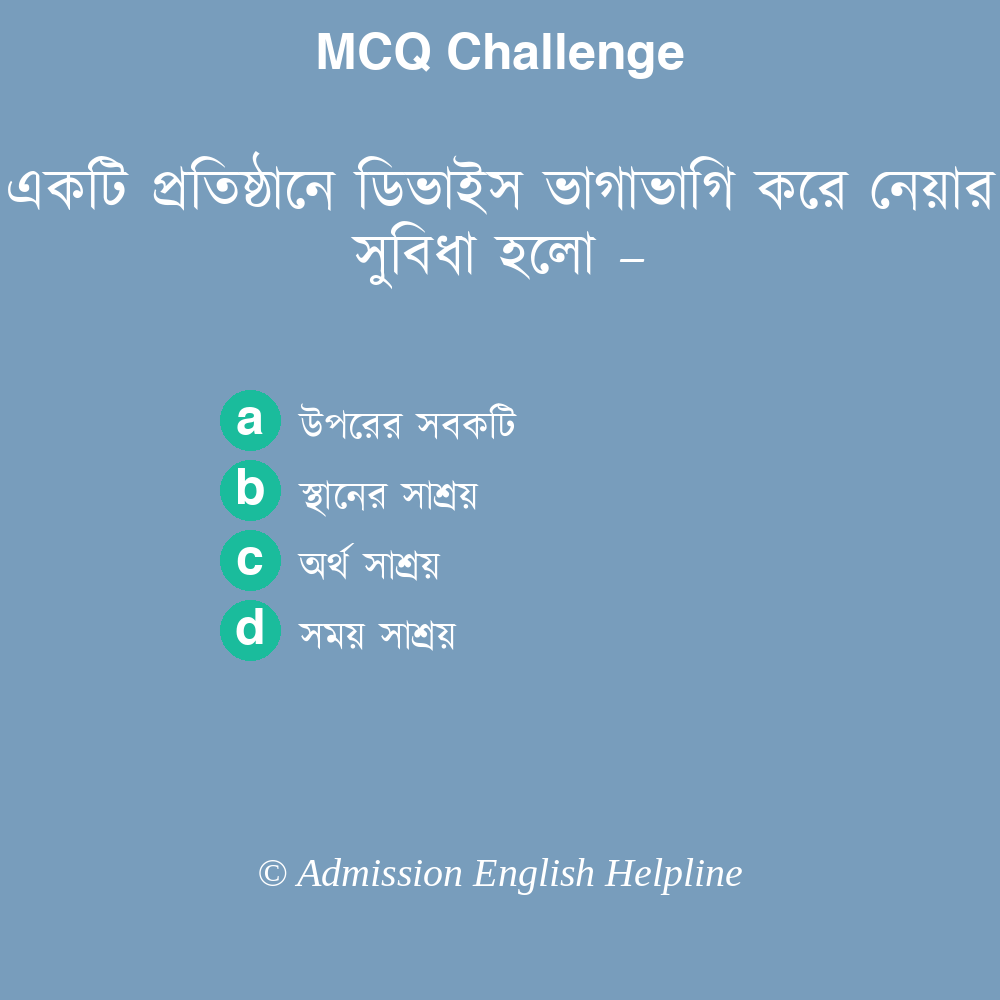 MCQ Challenge
একটি প্রতিষ্ঠানে ডিভাইস ভাগাভাগি করে নেয়ার
সুবিধা হলো –
a উপরের সবকটি
b স্থানের সাশ্রয়
c অর্থ সাশ্রয়
d সময় সাশ্রয়
© Admission English Helpline